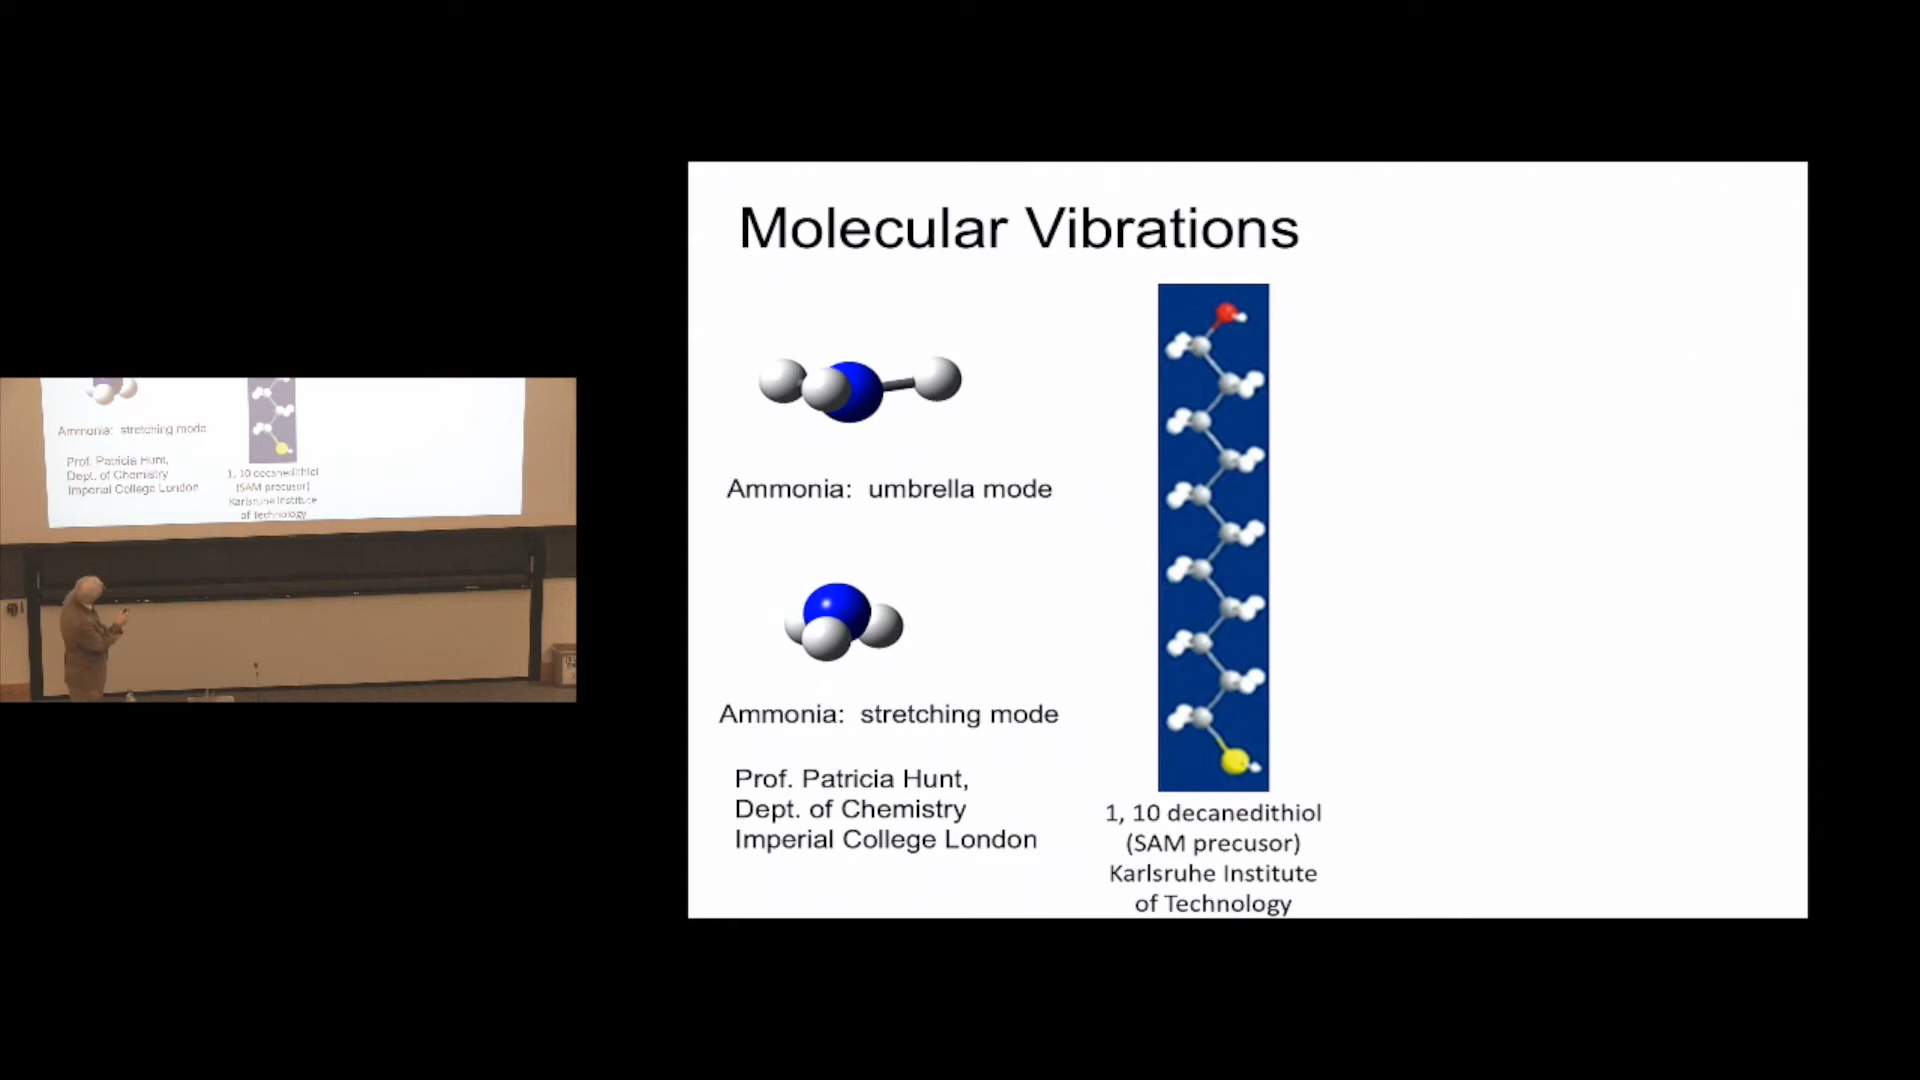 Molecular Vibrations
Ammonia: umbrella mode
Ammonia: stretching mode
Prof. Patricia Hunt,
Dept. of Chemistry
Imperial College London
1, 10 decanedithiol
(SAM precusor)
Karlsruhe Institute
of Technology
Ammonia: stretching mode
Prof. Patricia Hunt,
Dept. of Chemistry
Imperial College London
1, 10 decanedithiol
(SAM precusor)
Karlsruhe Institute
of Technology